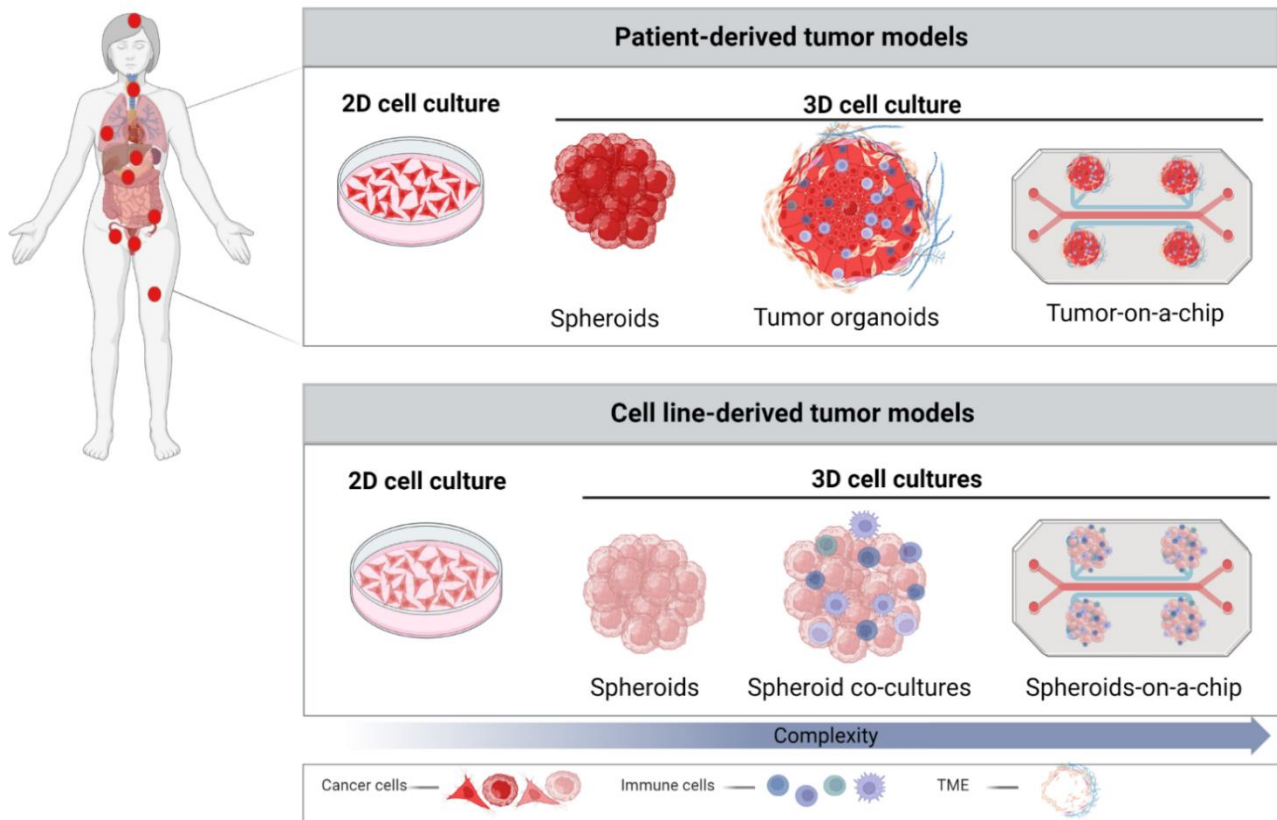 Patient-derived tumor models
2D cell culture
3D cell culture
Spheroids
Tumor organoids
Tumor-on-a-chip
Cell line-derived tumor models
2D cell culture
3D cell cultures
Spheroids
Spheroid co-cultures
Spheroids-on-a-chip
Complexity
Cancer cells
Immune cells
TME